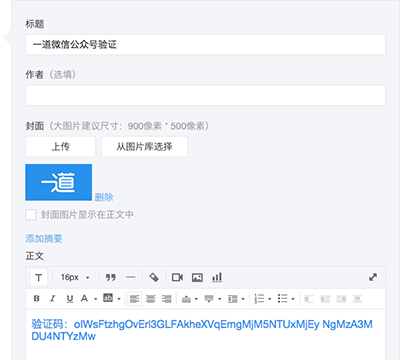 标题
一道微信公众号验证
作者（选填）
封面（大图片建议尺寸：900像素 * 500像素）
上传 从图片库选择
一道 删除
封面图片显示在正文中
添加摘要
正文
T 16px
B I U A ab
验证码：olWsFtzhgOvErl3GLFAkheXVqEmgMjM5NTUxMjEy NgMzA3M
DU4NTYzMw